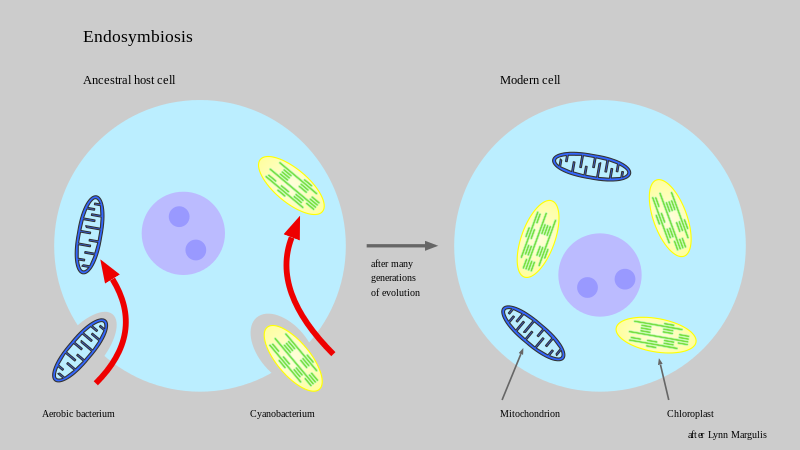 Endosymbiosis
Ancestral host cell
Modern cell
after many
generations
of evolution
Aerobic bacterium
Cyanobacterium
Mitochondrion
Chloroplast
after Lynn Margulis